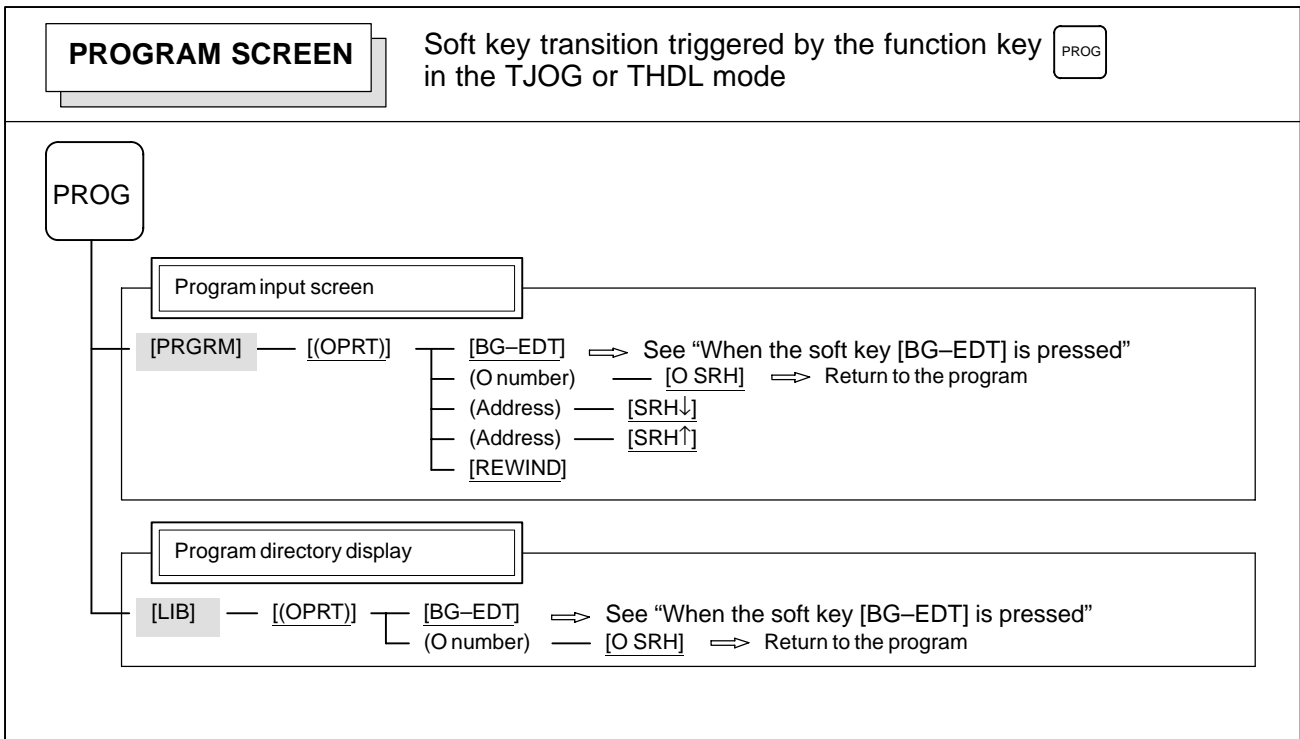 PROGRAM SCREEN
Soft key transition triggered by the function key PROG
in the TJOG or THDL mode
PROG
Program input screen
[PRGRM] [(OPRT)] [BG–EDT] See “When the soft key [BG–EDT] is pressed”
(O number) [O SRH] Return to the program
(Address) [SRH↓]
(Address) [SRH↑]
[REWIND]
Program directory display
[LIB] [(OPRT)] [BG–EDT] See “When the soft key [BG–EDT] is pressed”
(O number) [O SRH] Return to the program